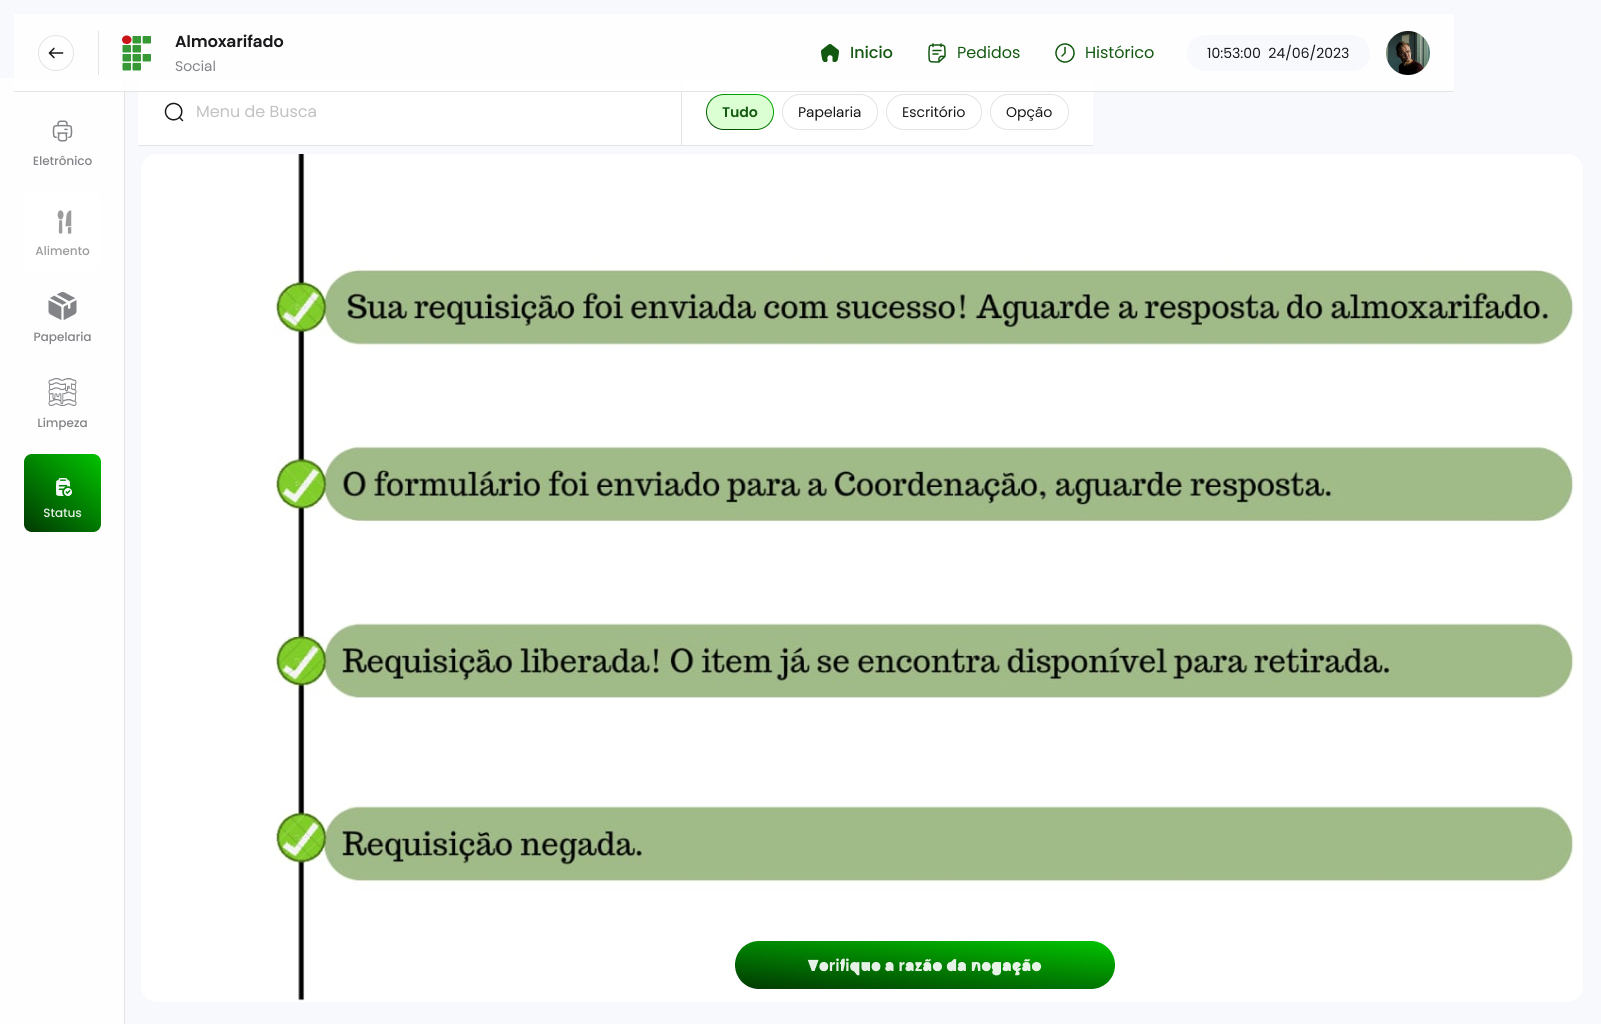 Almoxarifado
Social
Inicio
Pedidos
Histórico
10:53:00 24/06/2023
Menu de Busca
Tudo
Papelaria
Escritório
Opção
Eletrônico
Alimento
Papelaria
Limpeza
Status
Sua requisição foi enviada com sucesso! Aguarde a resposta do almoxarifado.
O formulário foi enviado para a Coordenação, aguarde resposta.
Requisição liberada! O item já se encontra disponível para retirada.
Requisição negada.
Verifique a razão da negação